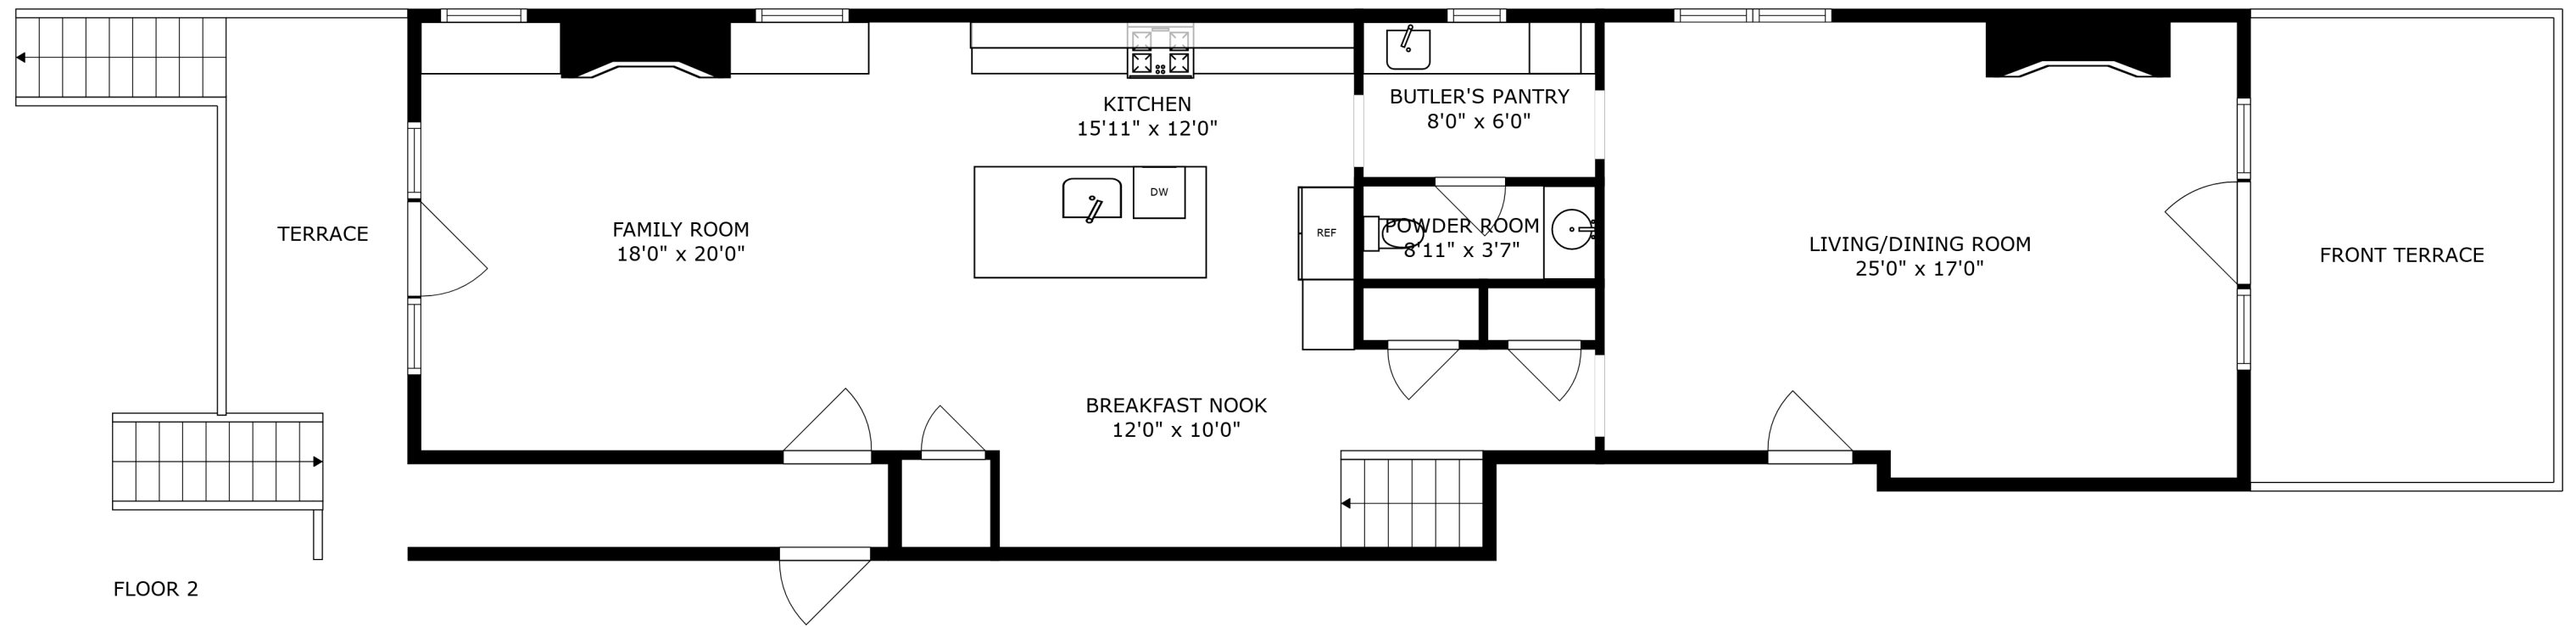 KITCHEN
15'11" x 12'0"
BUTLER'S PANTRY
8'0" x 6'0"
DW
TERRACE
FAMILY ROOM
18'0" x 20'0"
REF
POWDER ROOM
8'11" x 3'7"
LIVING/DINING ROOM
25'0" x 17'0"
FRONT TERRACE
BREAKFAST NOOK
12'0" x 10'0"
FLOOR 2